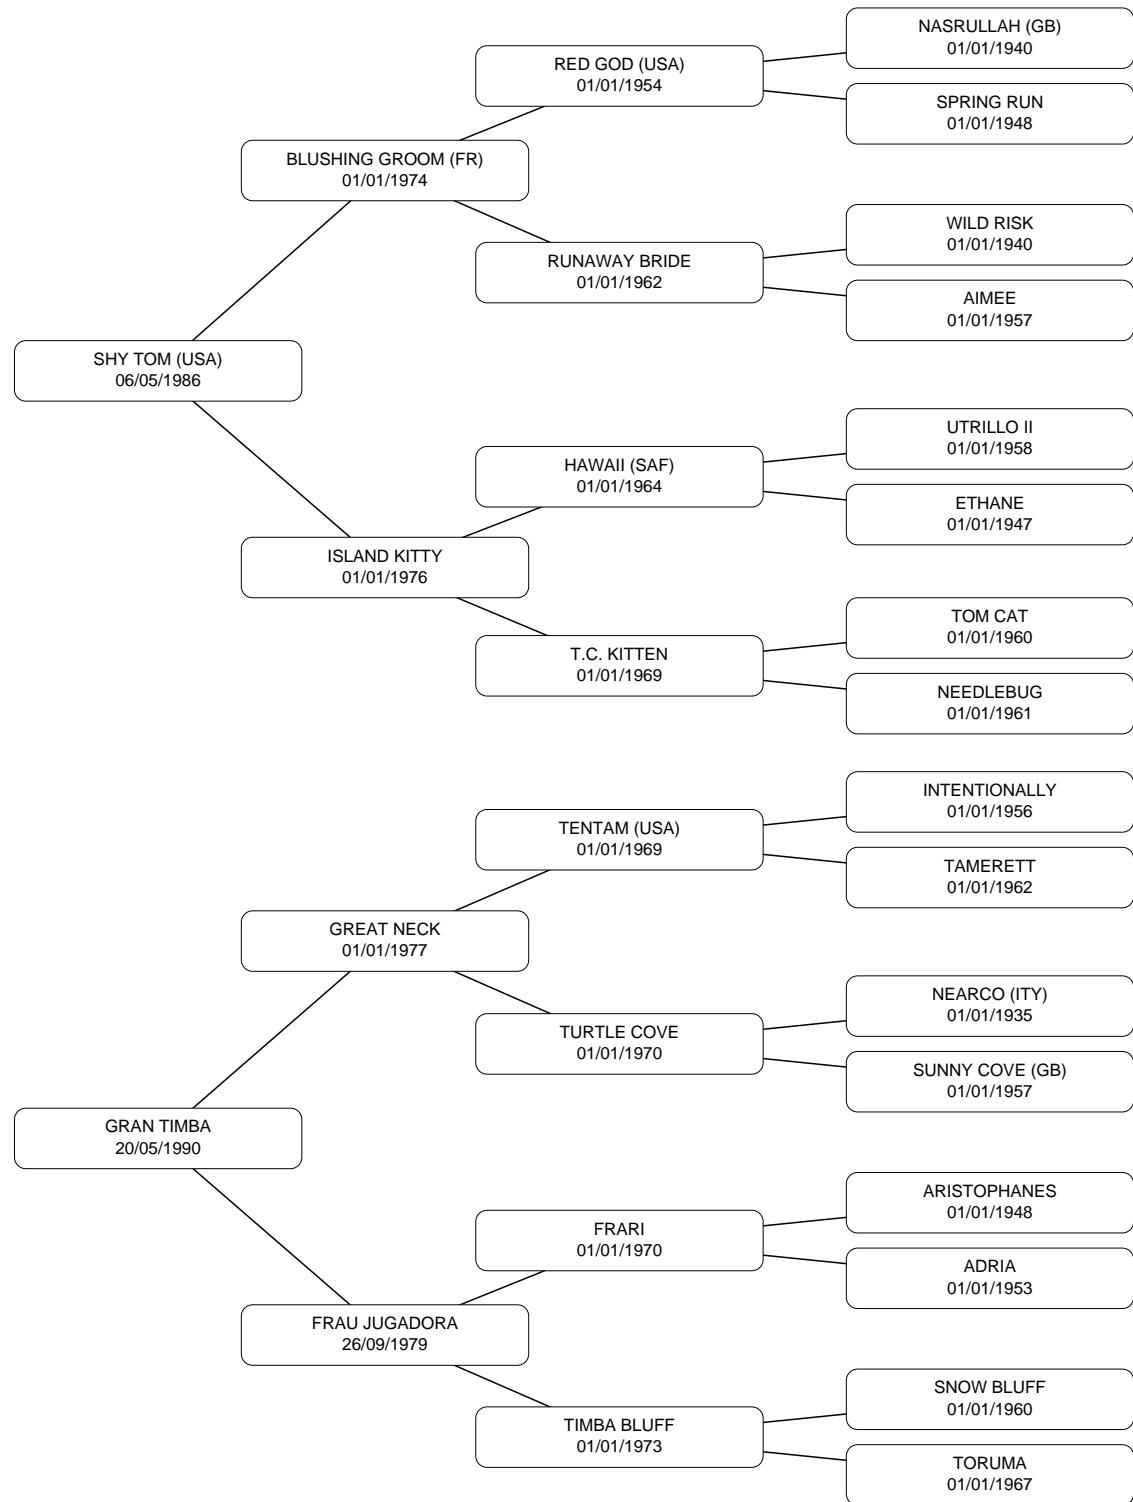 NASRULLAH (GB)
01/01/1940
RED GOD (USA)
01/01/1954
SPRING RUN
01/01/1948
BLUSHING GROOM (FR)
01/01/1974
WILD RISK
01/01/1940
RUNAWAY BRIDE
01/01/1962
AIMEE
01/01/1957
SHY TOM (USA)
06/05/1986
UTRILLO II
01/01/1958
HAWAII (SAF)
01/01/1964
ETHANE
01/01/1947
ISLAND KITTY
01/01/1976
TOM CAT
01/01/1960
T.C. KITTEN
01/01/1969
NEEDLEBUG
01/01/1961
INTENTIONALLY
01/01/1956
TENTAM (USA)
01/01/1969
TAMERETT
01/01/1962
GREAT NECK
01/01/1977
NEARCO (ITY)
01/01/1935
TURTLE COVE
01/01/1970
SUNNY COVE (GB)
01/01/1957
GRAN TIMBA
20/05/1990
ARISTOPHANES
01/01/1948
FRARI
01/01/1970
ADRIA
01/01/1953
FRAU JUGADORA
26/09/1979
SNOW BLUFF
01/01/1960
TIMBA BLUFF
01/01/1973
TORUMA
01/01/1967